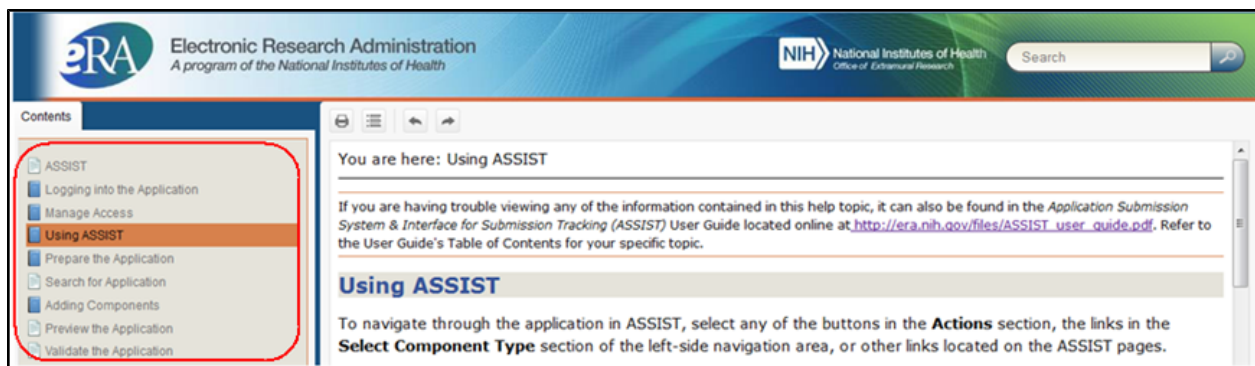 eRA
Electronic Research Administration
A program of the National Institutes of Health
NIH
National Institutes of Health
Office of Extramural Research
Search
Contents
ASSIST
Logging into the Application
Manage Access
Using ASSIST
Prepare the Application
Search for Application
Adding Components
Preview the Application
Validate the Application
You are here: Using ASSIST
If you are having trouble viewing any of the information contained in this help topic, it can also be found in the Application Submission
System & Interface for Submission Tracking (ASSIST) User Guide located online at http://era.nih.gov/files/ASSIST_user_guide.pdf. Refer to
the User Guide's Table of Contents for your specific topic.
Using ASSIST
To navigate through the application in ASSIST, select any of the buttons in the Actions section, the links in the
Select Component Type section of the left-side navigation area, or other links located on the ASSIST pages.